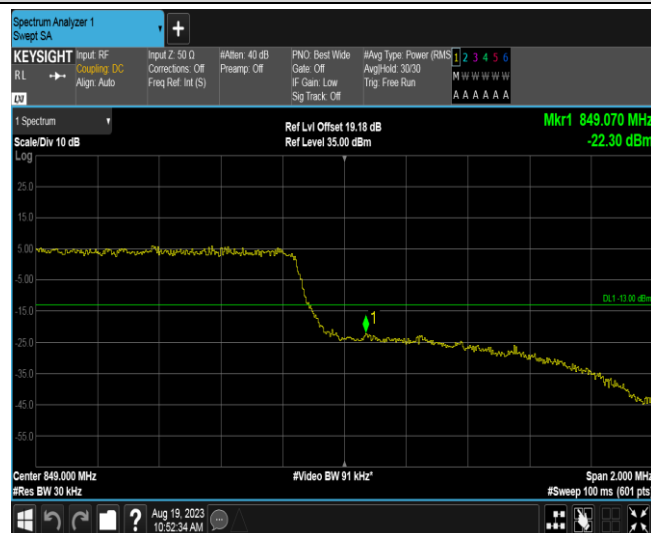 Spectrum Analyzer 1
Swept SA
+
KEYSIGHT
RL
LXI
Input: RF
Coupling: DC
Align: Auto
Input Z: 50 Ω
Corrections: Off
Freq Ref: Int (S)
#Atten: 40 dB
Preamp: Off
PNO: Best Wide
Gate: Off
IF Gain: Low
Sig Track: Off
#Avg Type: Power (RMS
Avg|Hold: 30/30
Trig: Free Run
1 2 3 4 5 6
M W W W W W
A A A A A A
1 Spectrum
Scale/Div 10 dB
Ref Lvl Offset 19.18 dB
Ref Level 35.00 dBm
Mkr1 849.070 MHz
-22.30 dBm
Log
25.0
15.0
5.00
-5.00
-15.0
-25.0
-35.0
-45.0
-55.0
DL1 -13.00 dBm
1
Center 849.000 MHz
#Res BW 30 kHz
#Video BW 91 kHz*
Span 2.000 MHz
#Sweep 100 ms (601 pts)
?
Aug 19, 2023
10:52:34 AM